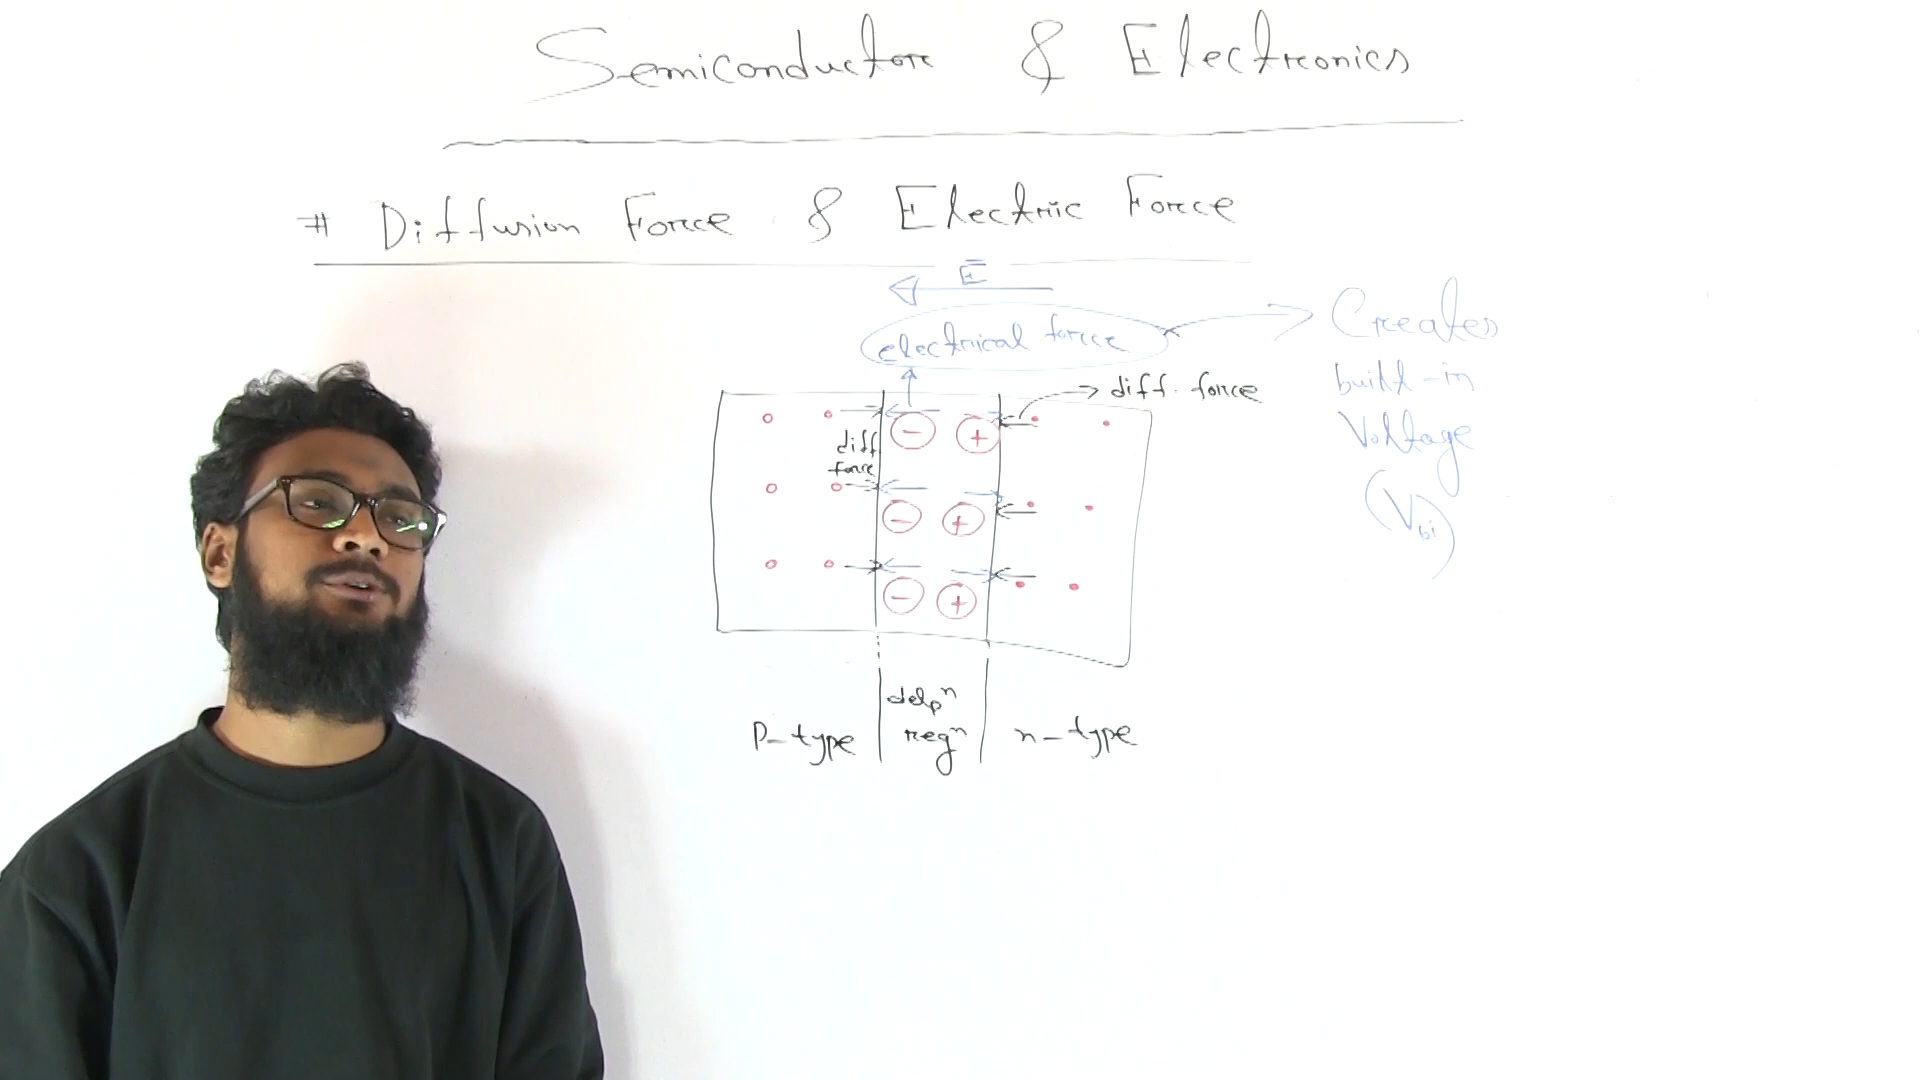 Semiconductor & Electronics
# Diffusion Force & Electric Force
E
electrical force
Creates
built-in
Voltage
(Vbi)
diff. force
diff
force
- +
- +
- +
delpⁿ
regⁿ
P-type
n-type